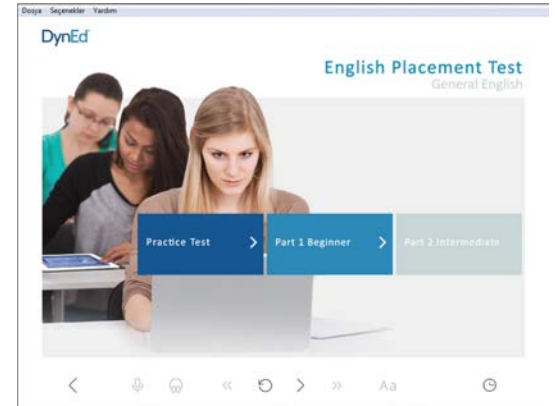 Dosya Seçenekler Yardım
DynEd
English Placement Test
General English
Practice Test
Part 1 Beginner
Part 2 Intermediate
Aa